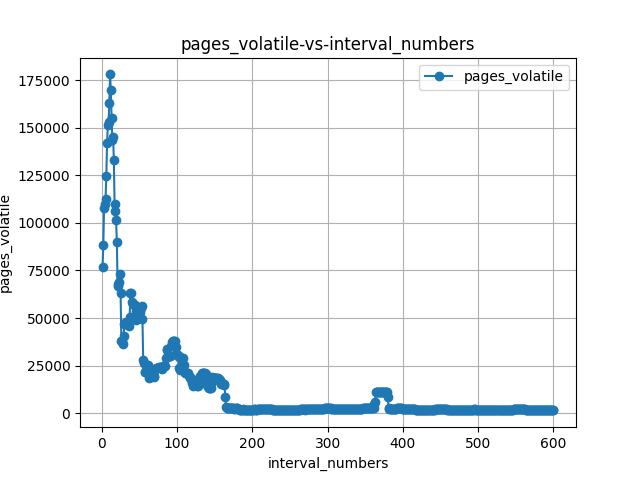 pages_volatile-vs-interval_numbers
pages_volatile
175000
150000
125000
100000
75000
50000
25000
0
pages_volatile
0 100 200 300 400 500 600
interval_numbers